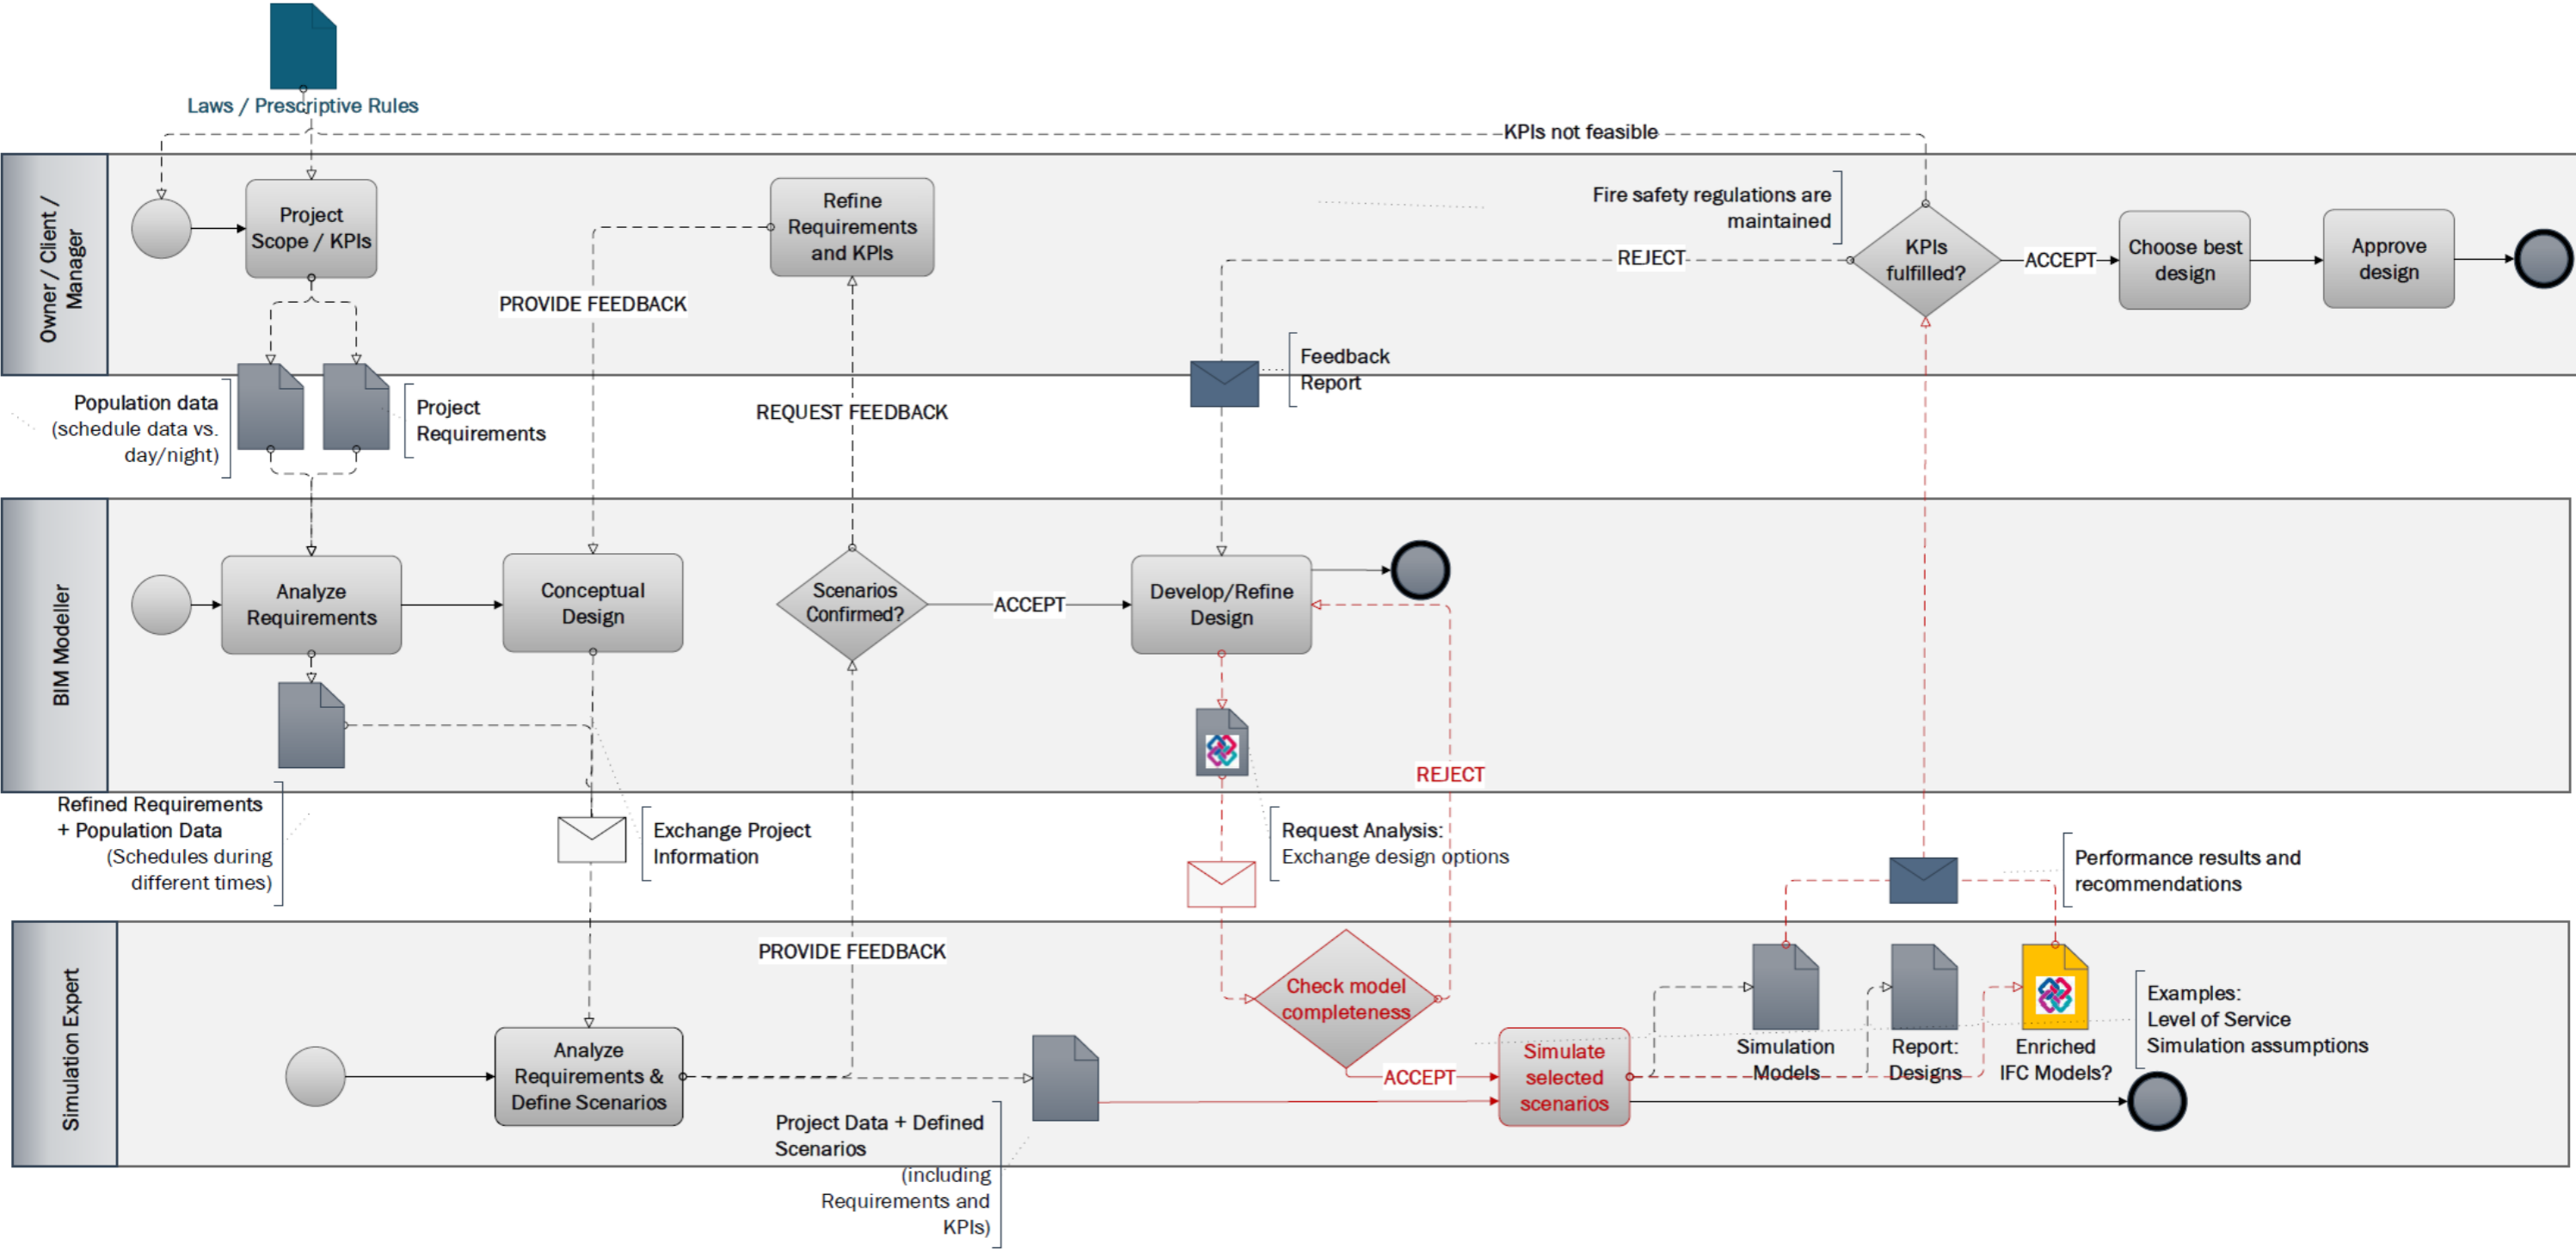 Laws / Prescriptive Rules
KPIs not feasible
Owner / Client /
Manager
Project
Scope / KPIs
Refine
Requirements
and KPIs
Fire safety regulations are
maintained
KPIs
fulfilled?
REJECT
ACCEPT
Choose best
design
Approve
design
PROVIDE FEEDBACK
Feedback
Report
Population data
(schedule data vs.
day/night)
Project
Requirements
REQUEST FEEDBACK
BIM Modeller
Analyze
Requirements
Conceptual
Design
Scenarios
Confirmed?
ACCEPT
Develop/Refine
Design
REJECT
Refined Requirements
+ Population Data
(Schedules during
different times)
Exchange Project
Information
Request Analysis:
Exchange design options
Performance results and
recommendations
Simulation Expert
PROVIDE FEEDBACK
Check model
completeness
Analyze
Requirements &
Define Scenarios
ACCEPT
Simulate
selected
scenarios
Simulation
Models
Report:
Designs
Enriched
IFC Models?
Examples:
Level of Service
Simulation assumptions
Project Data + Defined
Scenarios
(including
Requirements and
KPIs)